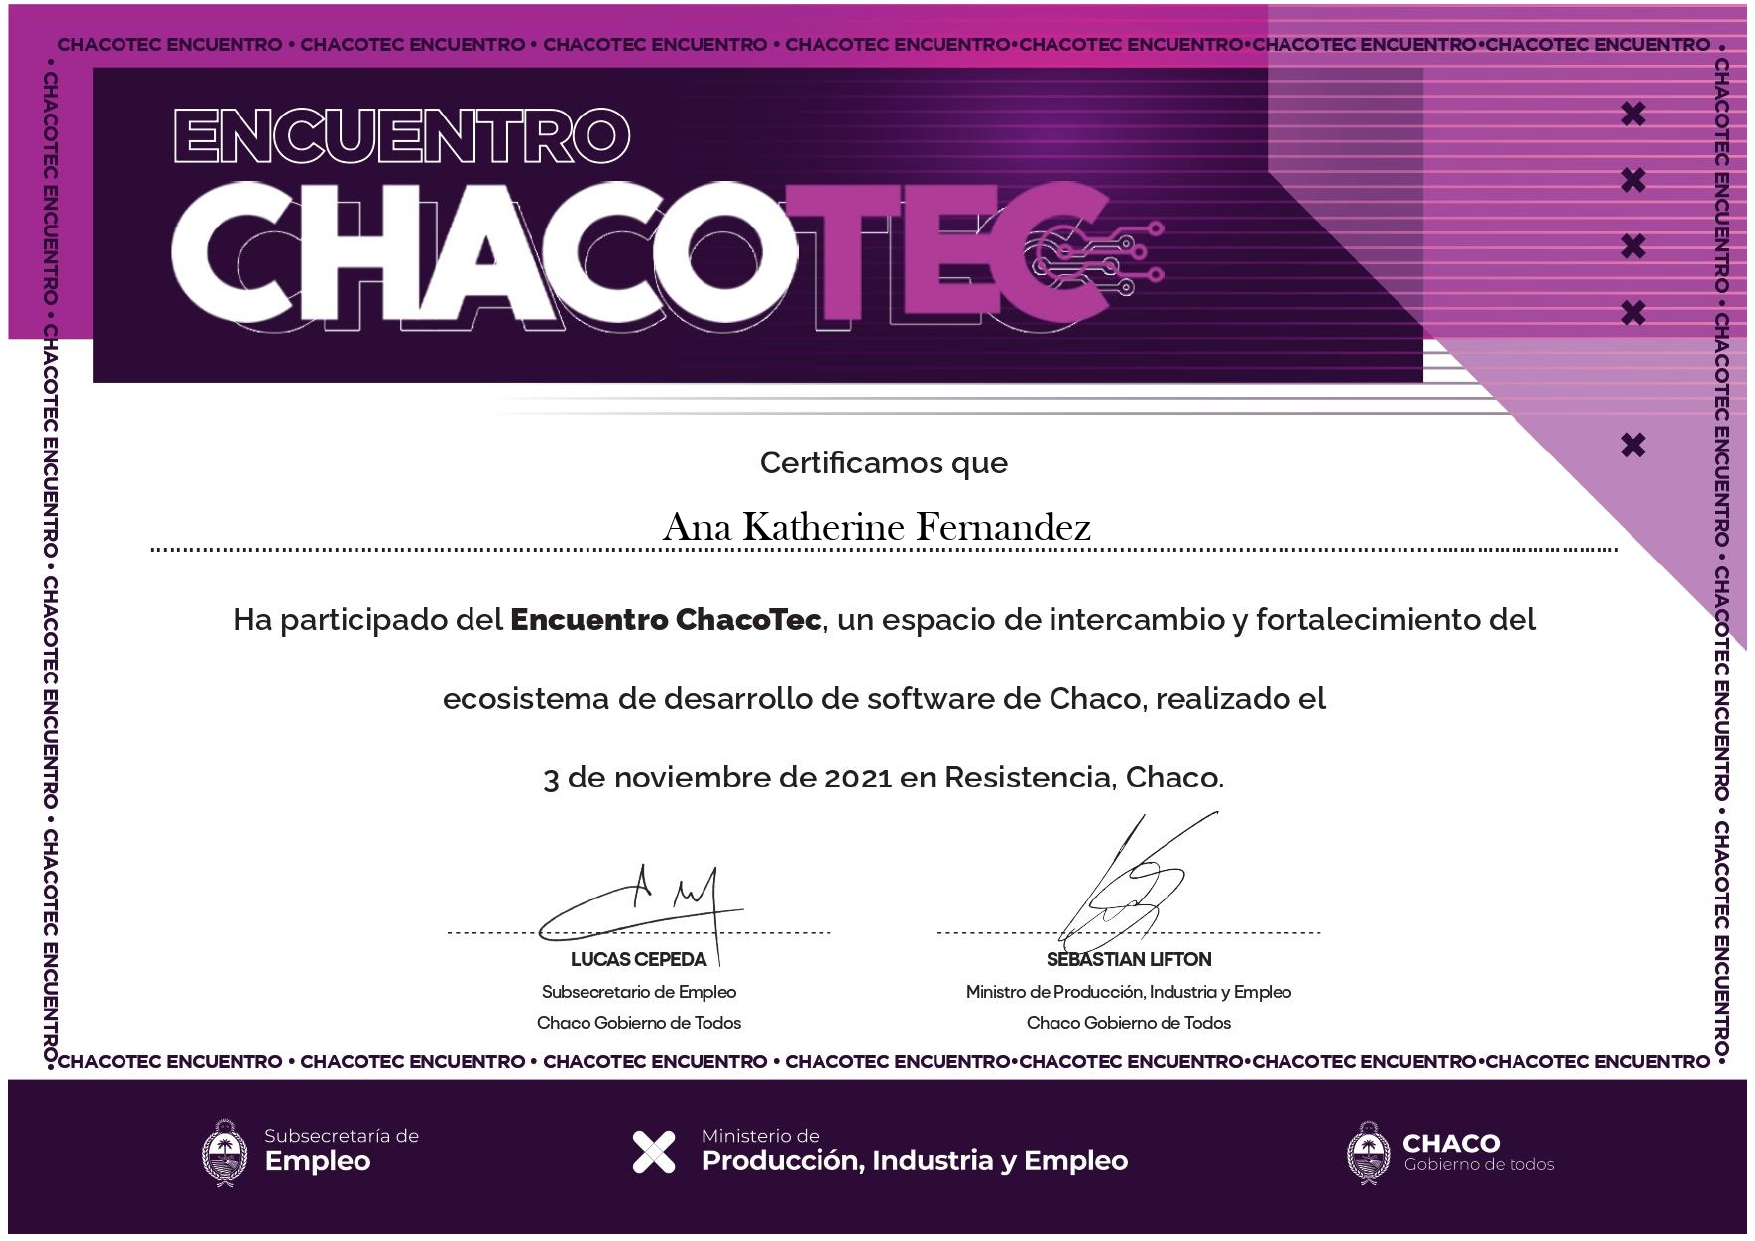 CHACOTEC ENCUENTRO • CHACOTEC ENCUENTRO • CHACOTEC ENCUENTRO • CHACOTEC ENCUENTRO•CHACOTEC ENCUENTRO•CHACOTEC ENCUENTRO•CHACOTEC ENCUENTRO •
• CHACOTEC ENCUENTRO • CHACOTEC ENCUENTRO • CHACOTEC ENCUENTRO • CHACOTEC ENCUENTRO•
CHACOTEC ENCUENTRO • CHACOTEC ENCUENTRO • CHACOTEC ENCUENTRO • CHACOTEC ENCUENTRO•
ENCUENTRO
CHACOTEC
Certificamos que
Ana Katherine Fernandez
Ha participado del Encuentro ChacoTec, un espacio de intercambio y fortalecimiento del
ecosistema de desarrollo de software de Chaco, realizado el
3 de noviembre de 2021 en Resistencia, Chaco.
LUCAS CEPEDA
Subsecretario de Empleo
Chaco Gobierno de Todos
SEBASTIAN LIFTON
Ministro de Producción, Industria y Empleo
Chaco Gobierno de Todos
•CHACOTEC ENCUENTRO • CHACOTEC ENCUENTRO • CHACOTEC ENCUENTRO • CHACOTEC ENCUENTRO•CHACOTEC ENCUENTRO•CHACOTEC ENCUENTRO•CHACOTEC ENCUENTRO •
Subsecretaría de
Empleo
Ministerio de
Producción, Industria y Empleo
CHACO
Gobierno de todos